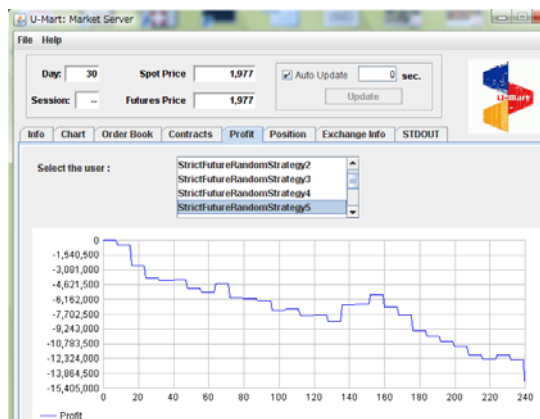 U-Mart: Market Server
File Help
Day: 30 Spot Price 1,977 Auto Update 0 sec.
Session: -- Futures Price 1,977 Update
U-Mart
Info Chart Order Book Contracts Profit Position Exchange Info STDOUT
Select the user :
StrictFutureRandomStrategy2
StrictFutureRandomStrategy3
StrictFutureRandomStrategy4
StrictFutureRandomStrategy5
0
-1,540,500
-3,081,000
-4,621,500
-6,162,000
-7,702,500
-9,243,000
-10,783,500
-12,324,000
-13,864,500
-15,405,000
0 20 40 60 80 100 120 140 160 180 200 220 240
Profit